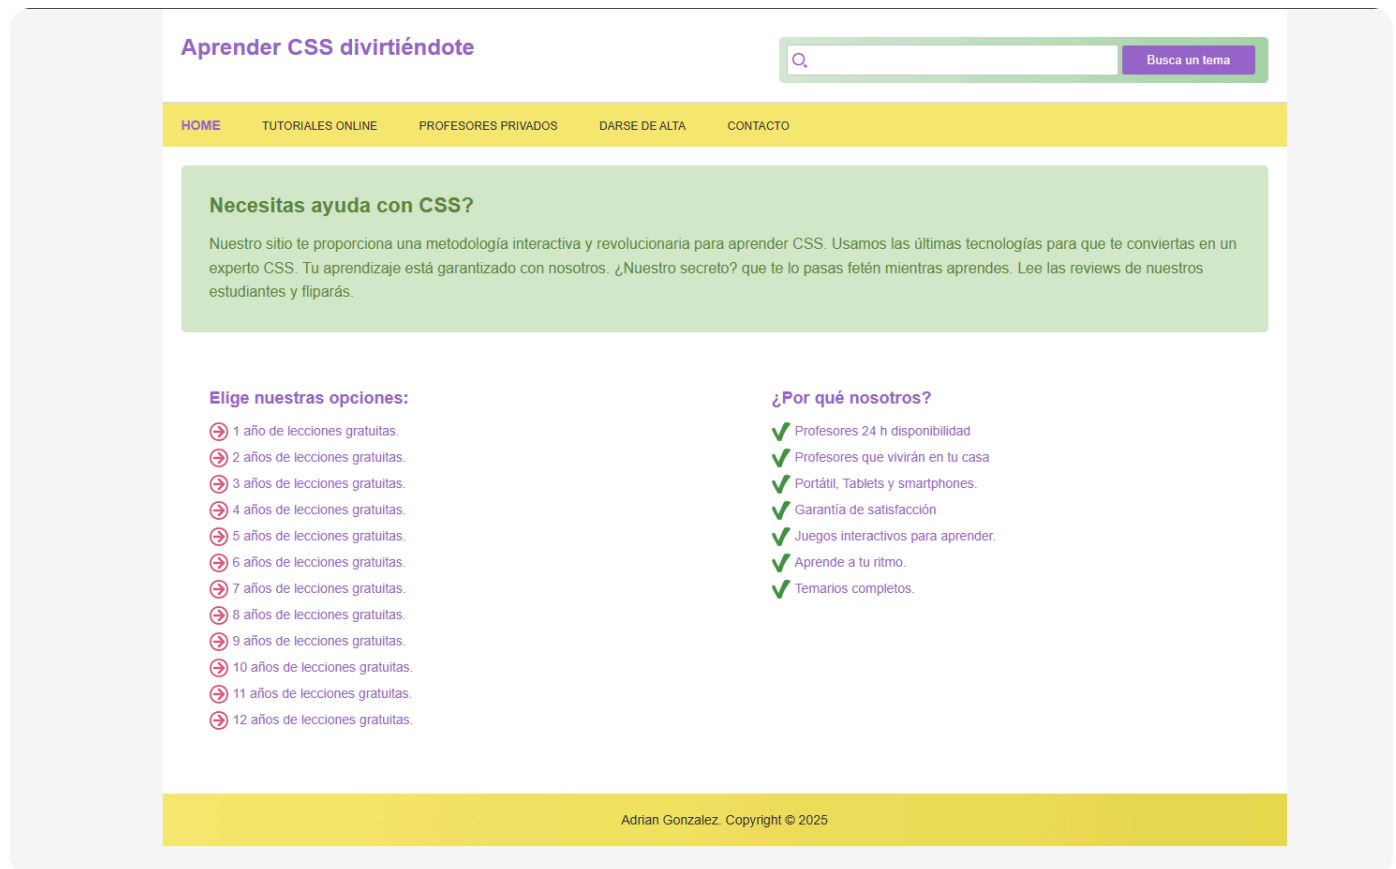 Aprender CSS divirtiéndote
Busca un tema
HOME TUTORIALES ONLINE PROFESORES PRIVADOS DARSE DE ALTA CONTACTO
Necesitas ayuda con CSS?
Nuestro sitio te proporciona una metodología interactiva y revolucionaria para aprender CSS. Usamos las últimas tecnologías para que te conviertas en un
experto CSS. Tu aprendizaje está garantizado con nosotros. ¿Nuestro secreto? que te lo pasas fetén mientras aprendes. Lee las reviews de nuestros
estudiantes y fliparás.
Elige nuestras opciones:
1 año de lecciones gratuitas.
2 años de lecciones gratuitas.
3 años de lecciones gratuitas.
4 años de lecciones gratuitas.
5 años de lecciones gratuitas.
6 años de lecciones gratuitas.
7 años de lecciones gratuitas.
8 años de lecciones gratuitas.
9 años de lecciones gratuitas.
10 años de lecciones gratuitas.
11 años de lecciones gratuitas.
12 años de lecciones gratuitas.
¿Por qué nosotros?
Profesores 24 h disponibilidad
Profesores que vivirán en tu casa
Portátil, Tablets y smartphones.
Garantía de satisfacción
Juegos interactivos para aprender.
Aprende a tu ritmo.
Temarios completos.
Adrian Gonzalez. Copyright © 2025